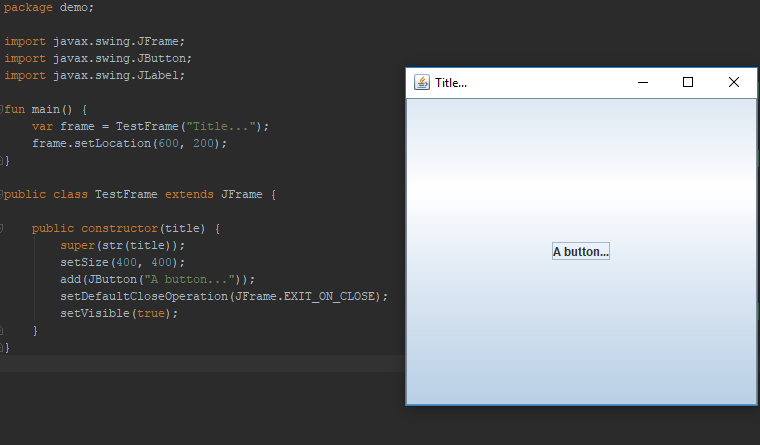 package demo;
import javax.swing.JFrame;
import javax.swing.JButton;
import javax.swing.JLabel;
fun main() {
    var frame = TestFrame("Title...");
    frame.setLocation(600, 200);
}
public class TestFrame extends JFrame {
    public constructor(title) {
        super(str(title));
        setSize(400, 400);
        add(JButton("A button..."));
        setDefaultCloseOperation(JFrame.EXIT_ON_CLOSE);
        setVisible(true);
    }
}
Title...
A button...